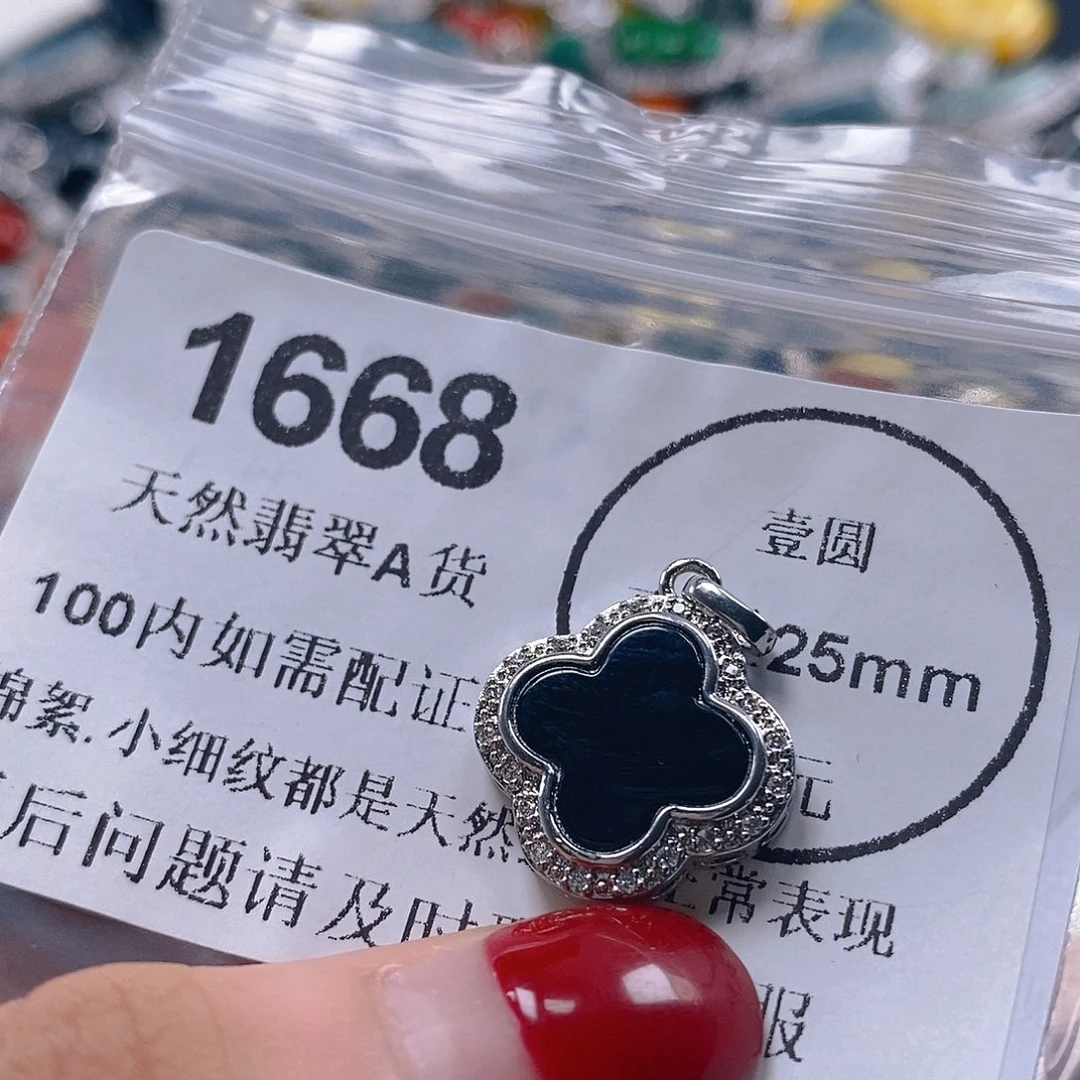 1668
天然翡翠A货
壹圆
100内如需配证
25mm
元
棉絮.小细纹都是天然
常表现
后问题请及时
服